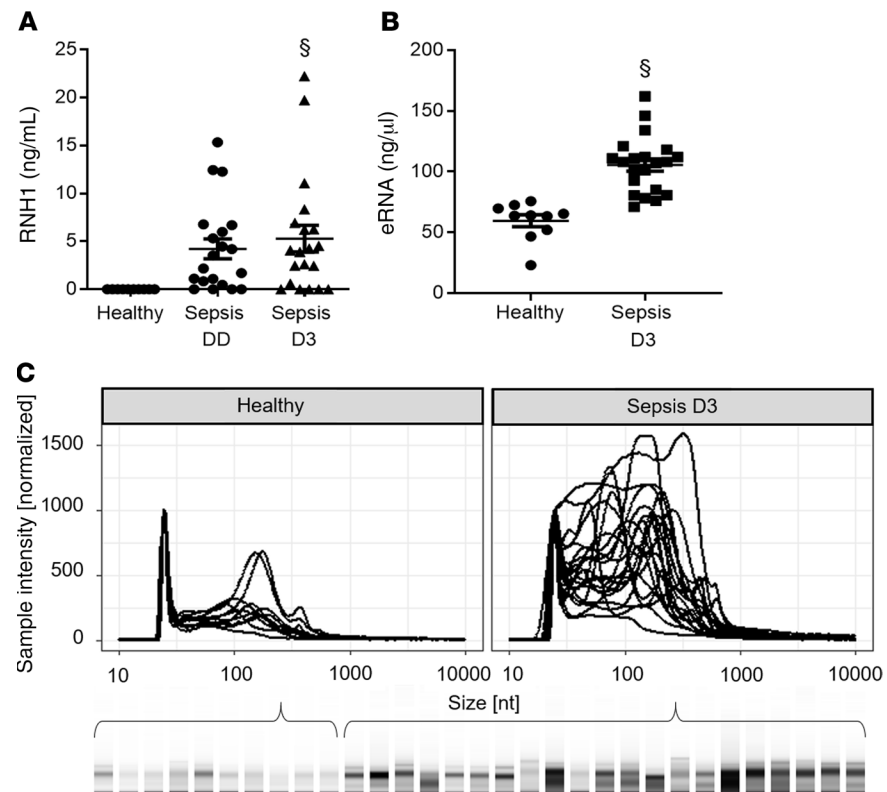 A
§
25
20
15
10
5
0
RNH1 (ng/mL)
Healthy
Sepsis DD
Sepsis D3
B
§
200
150
100
50
0
eRNA (ng/µl)
Healthy
Sepsis D3
C
Healthy
Sepsis D3
Sample intensity [normalized]
1500
1000
500
0
10 100 1000 10000
10 100 1000 10000
Size [nt]